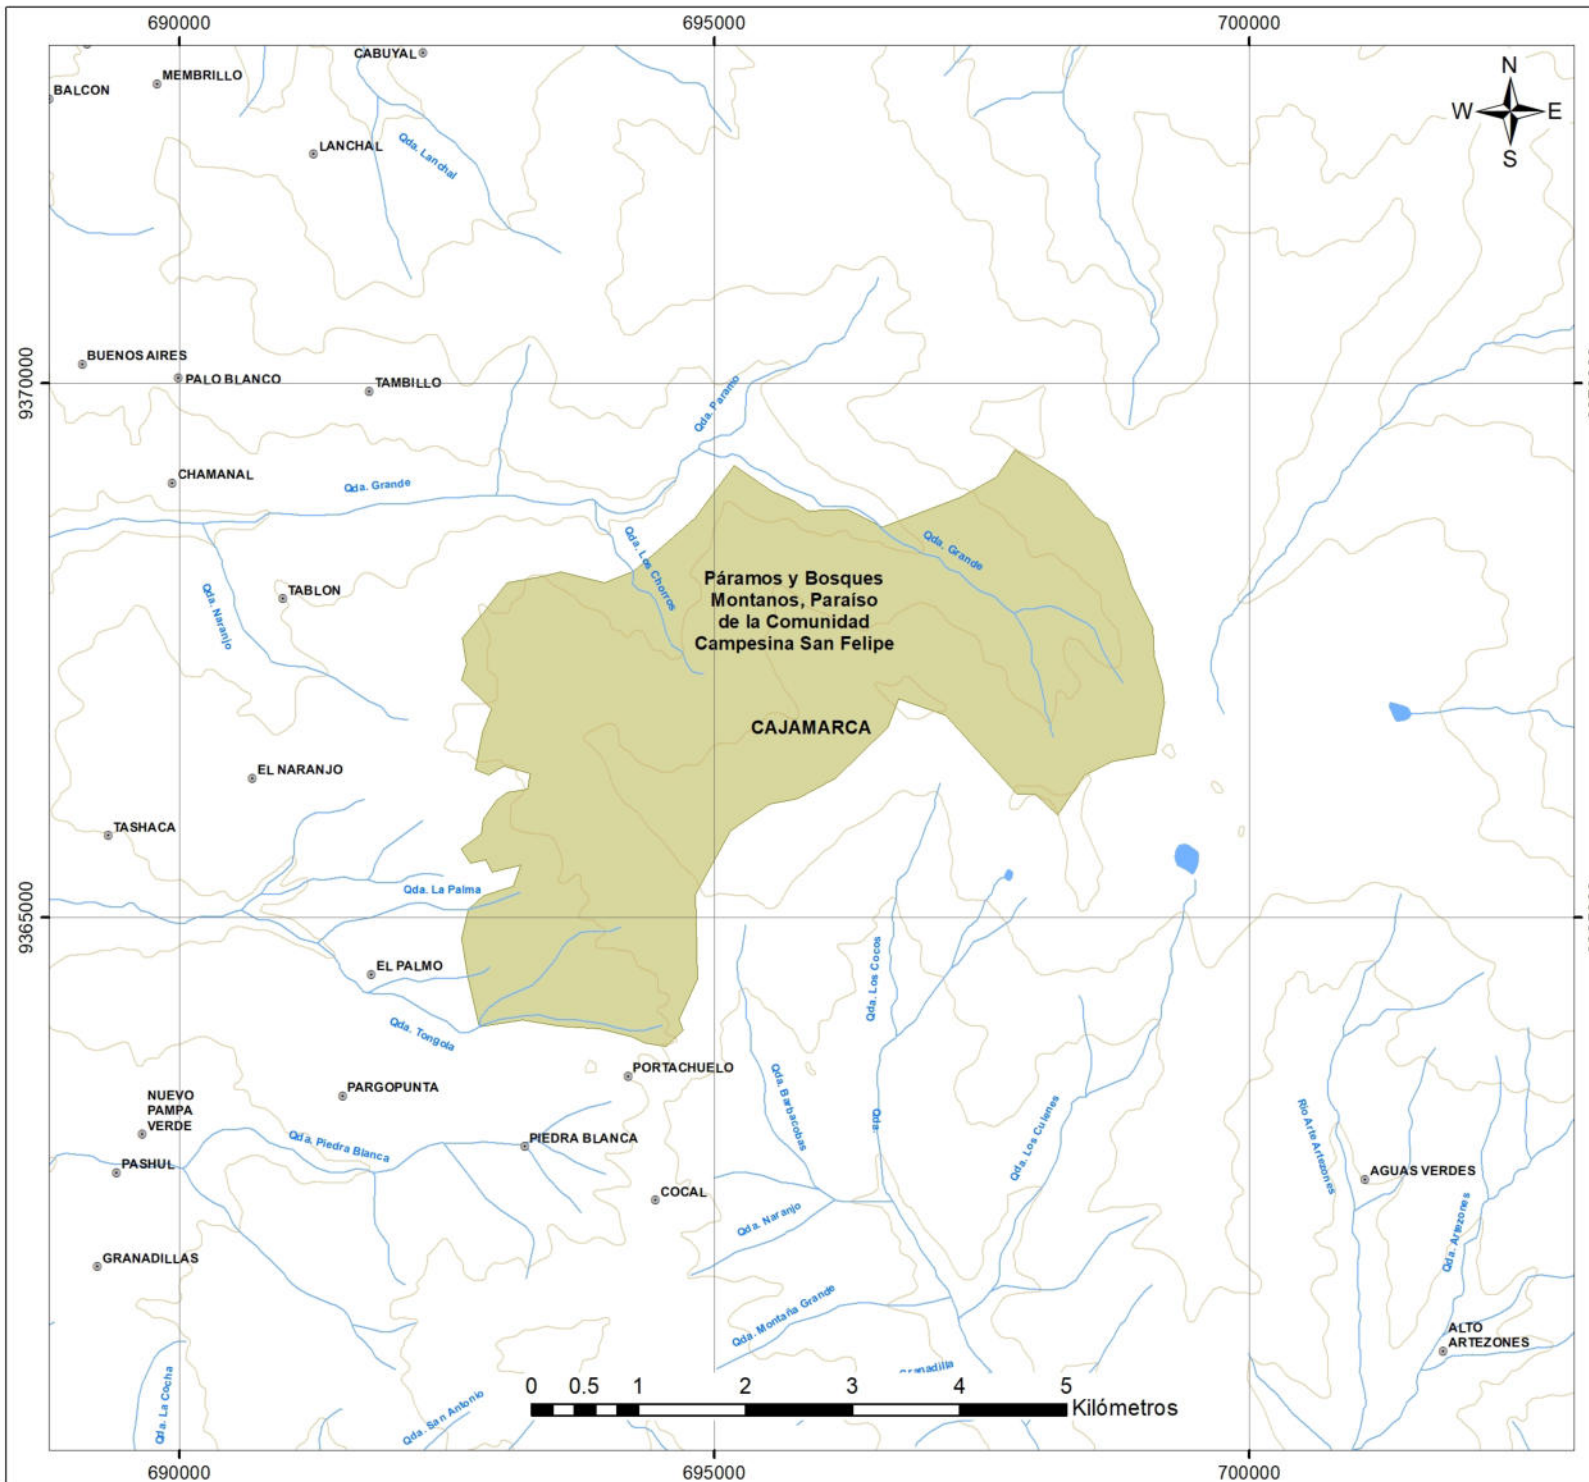 690000
695000
700000
CABUYAL
MEMBRILLO
BALCON
N
W E
S
LANCHAL
Qda. Lanchal
BUENOS AIRES
PALO BLANCO
TAMBILLO
9370000
Qda. Paramo
CHAMANAL
Qda. Grande
Qda. Los Chorros
Qda. Grande
Páramos y Bosques
Montanos, Paraíso
de la Comunidad
Campesina San Felipe
TABLON
Qda. Naranjo
CAJAMARCA
EL NARANJO
TASHACA
Qda. La Palma
9365000
EL PALMO
Qda. Los Cocos
Qda. Tongola
PORTACHUELO
PARGOPUNTA
NUEVO
PAMPA
VERDE
Qda. Barbacobas
Qda.
Qda. Los Culenes
Rio Arte Artezones
Qda. Piedra Blanca
PIEDRA BLANCA
PASHUL
AGUAS VERDES
COCAL
Qda. Naranjo
Qda. Artezones
GRANADILLAS
Qda. Montaña Grande
ALTO
ARTEZONES
Granadilla
Qda. La Cocha
Qda. San Antonio
0 0.5 1 2 3 4 5
Kilómetros
690000
695000
700000